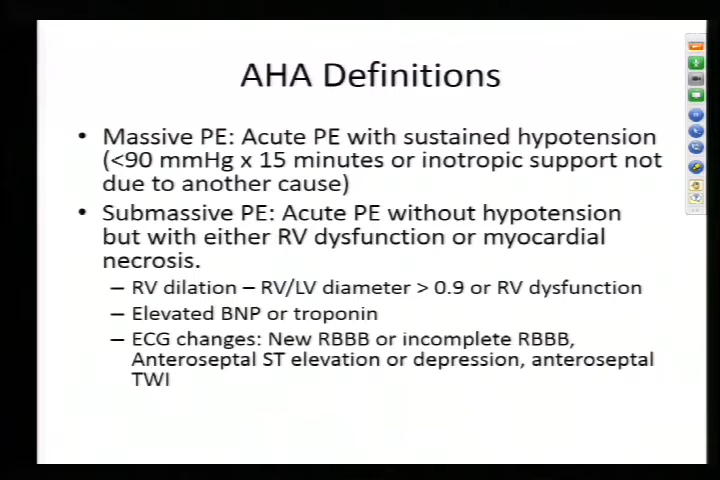 AHA Definitions
• Massive PE: Acute PE with sustained hypotension
(<90 mmHg x 15 minutes or inotropic support not
due to another cause)
• Submassive PE: Acute PE without hypotension
but with either RV dysfunction or myocardial
necrosis.
– RV dilation – RV/LV diameter > 0.9 or RV dysfunction
– Elevated BNP or troponin
– ECG changes: New RBBB or incomplete RBBB,
Anteroseptal ST elevation or depression, anteroseptal
TWI